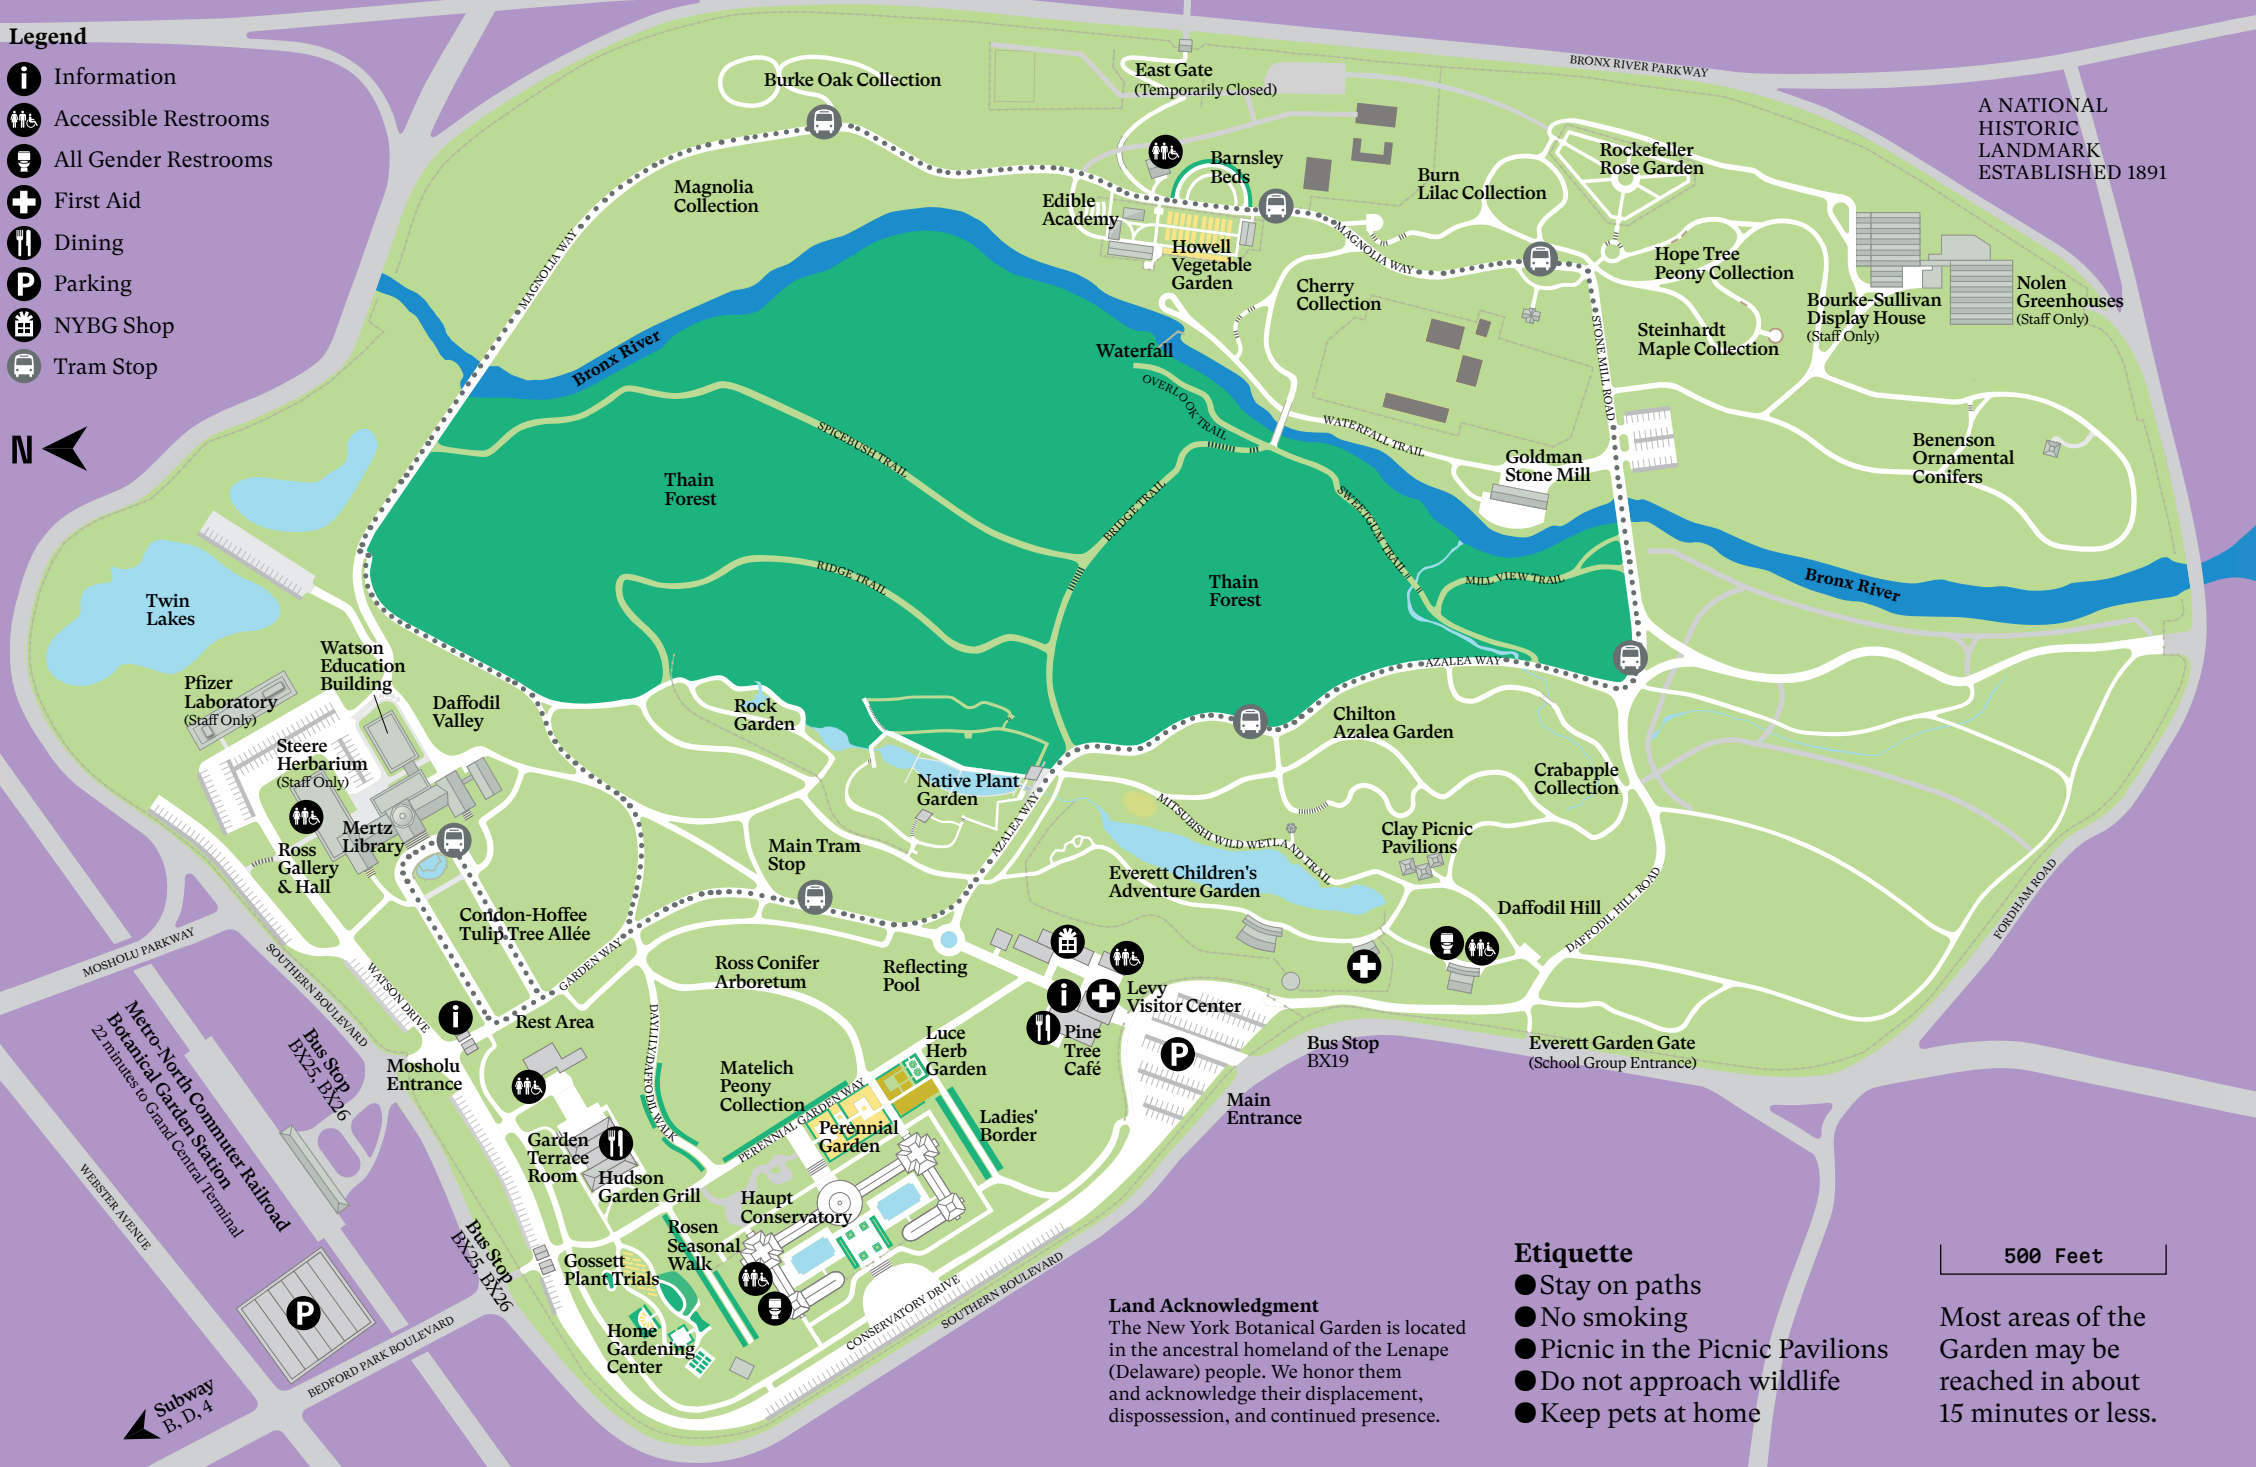 Legend
Information
Accessible Restrooms
All Gender Restrooms
First Aid
Dining
P
Parking
NYBG Shop
Tram Stop
N
Burke Oak Collection
East Gate
(Temporarily Closed)
BRONX RIVER PARKWAY
A NATIONAL
HISTORIC
LANDMARK
ESTABLISHED 1891
Magnolia
Collection
Edible
Academy
Barnsley
Beds
Howell
Vegetable
Garden
Burn
Lilac Collection
Rockefeller
Rose Garden
MAGNOLIA WAY
MAGNOLIA WAY
Cherry
Collection
Hope Tree
Peony Collection
Steinhardt
Maple Collection
Bourke-Sullivan
Display House
(Staff Only)
Nolen
Greenhouses
(Staff Only)
STONE MILL ROAD
Bronx River
Waterfall
OVERLOOK TRAIL
WATERFALL TRAIL
Goldman
Stone Mill
Benenson
Ornamental
Conifers
SPICEBUSH TRAIL
Thain
Forest
BRIDGE TRAIL
SWEETGUM TRAIL
RIDGE TRAIL
Thain
Forest
MILL VIEW TRAIL
Bronx River
Twin
Lakes
Watson
Education
Building
Pfizer
Laboratory
(Staff Only)
Daffodil
Valley
Steere
Herbarium
(Staff Only)
Mertz
Library
Ross
Gallery
& Hall
Rock
Garden
Native Plant
Garden
AZALEA WAY
AZALEA WAY
Chilton
Azalea Garden
Crabapple
Collection
MITSUBISHI WILD WETLAND TRAIL
Clay Picnic
Pavilions
Main Tram
Stop
Everett Children's
Adventure Garden
Daffodil Hill
DAFFODIL HILL ROAD
FORDHAM ROAD
Condon-Hoffee
Tulip Tree Allée
GARDEN WAY
Ross Conifer
Arboretum
Reflecting
Pool
Levy
Visitor Center
Pine
Tree
Café
P
MOSHOLU PARKWAY
SOUTHERN BOULEVARD
WATSON DRIVE
Rest Area
Mosholu
Entrance
DAYLILY/DAFFODIL WALK
Matelich
Peony
Collection
Luce
Herb
Garden
PERENNIAL GARDEN WAY
Perennial
Garden
Ladies'
Border
Bus Stop
BX19
Everett Garden Gate
(School Group Entrance)
Main
Entrance
Metro-North Commuter Railroad
Botanical Garden Station
22 minutes to Grand Central Terminal
Bus Stop
BX25, BX26
WEBSTER AVENUE
Garden
Terrace
Room
Hudson
Garden Grill
Haupt
Conservatory
Rosen
Seasonal
Walk
Gossett
Plant Trials
Home
Gardening
Center
Bus Stop
BX25, BX26
P
BEDFORD PARK BOULEVARD
Subway
B, D, 4
CONSERVATORY DRIVE
SOUTHERN BOULEVARD
Land Acknowledgment
The New York Botanical Garden is located
in the ancestral homeland of the Lenape
(Delaware) people. We honor them
and acknowledge their displacement,
dispossession, and continued presence.
Etiquette
●Stay on paths
●No smoking
●Picnic in the Picnic Pavilions
●Do not approach wildlife
●Keep pets at home
500 Feet
Most areas of the
Garden may be
reached in about
15 minutes or less.